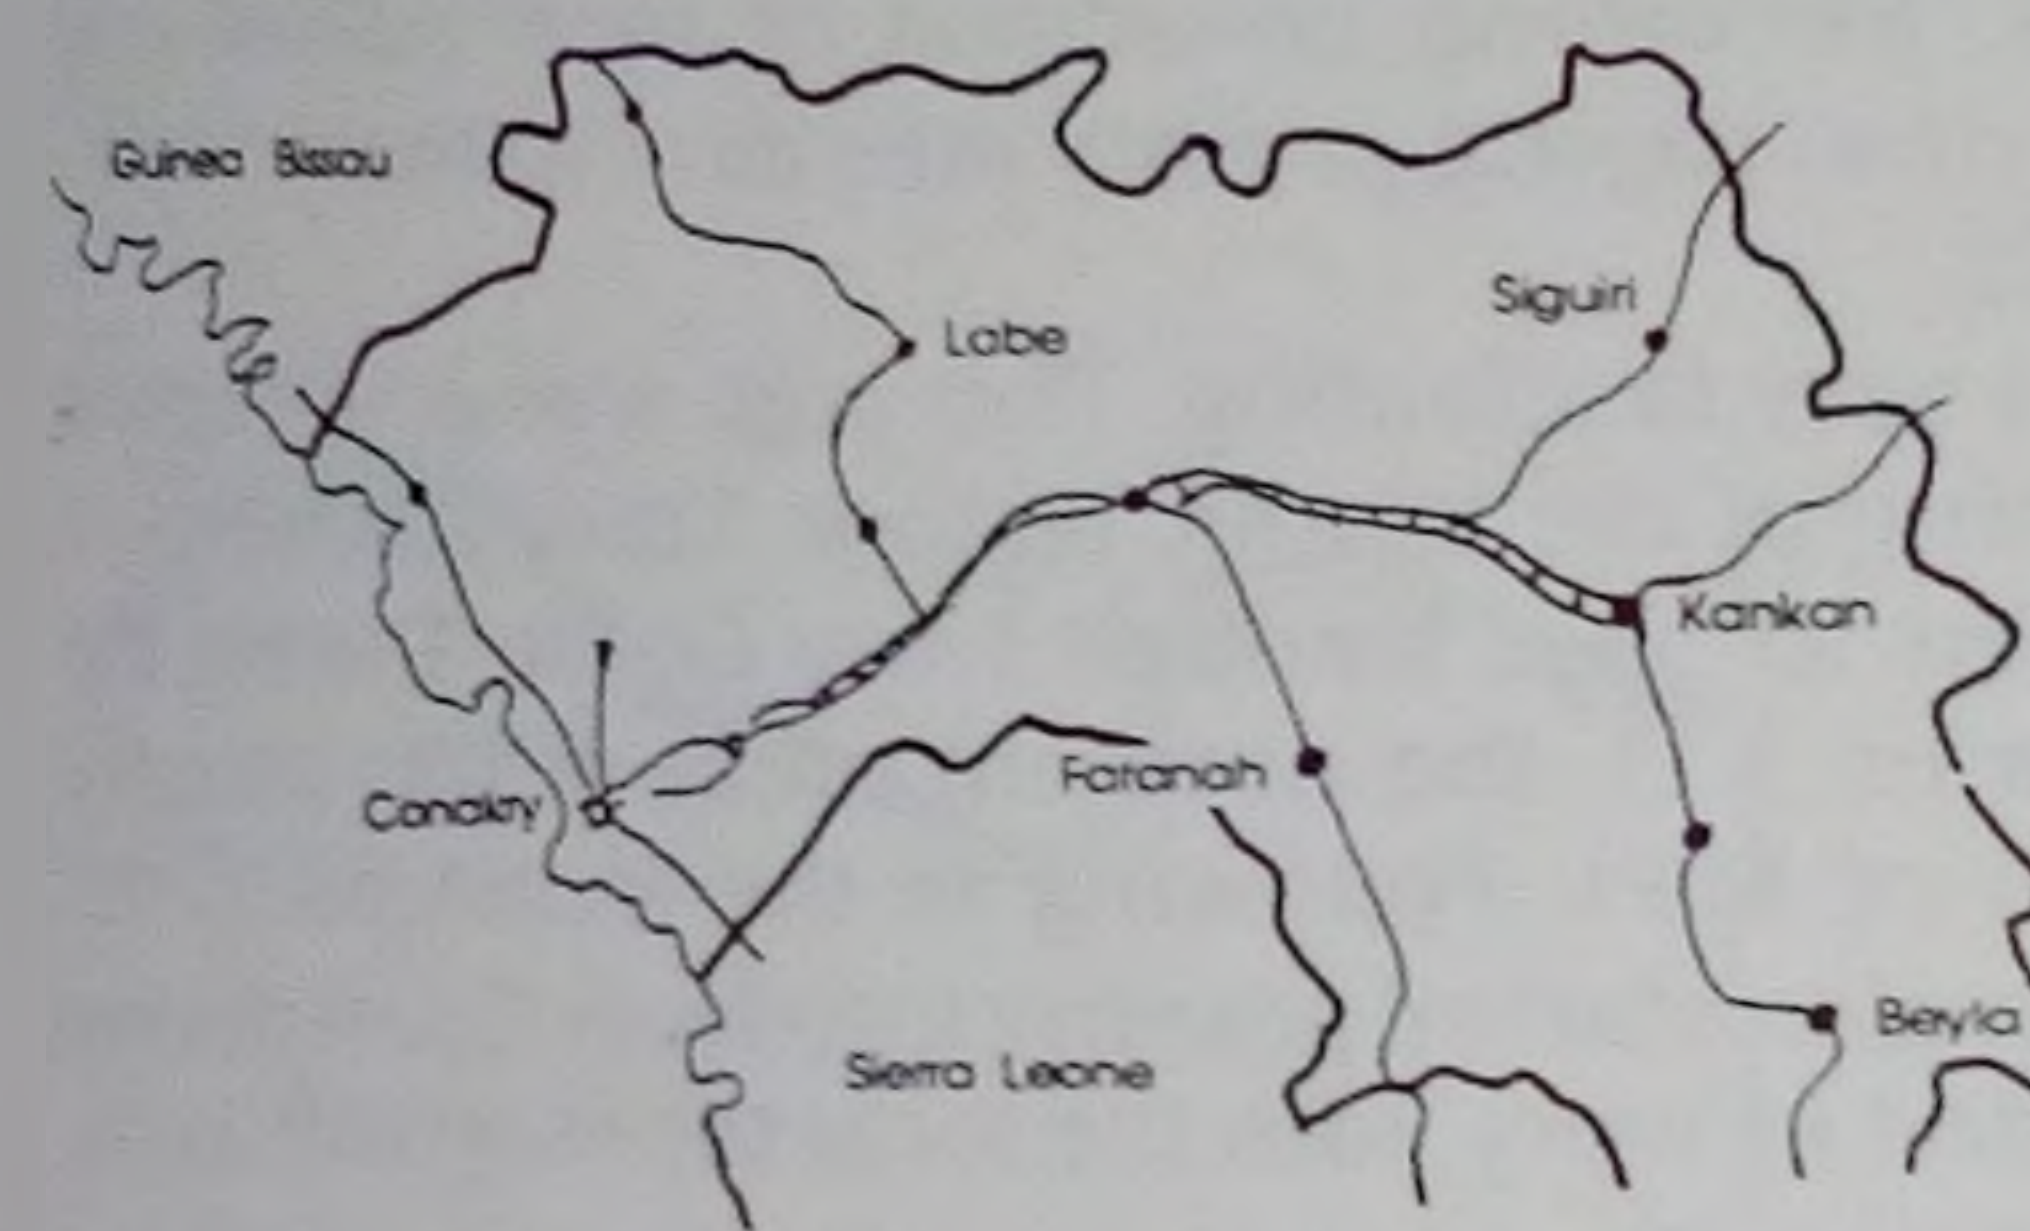 Guinea Bissau
Labe
Siguiri
Kankan
Conakry
Faranah
Sierra Leone
Beyla